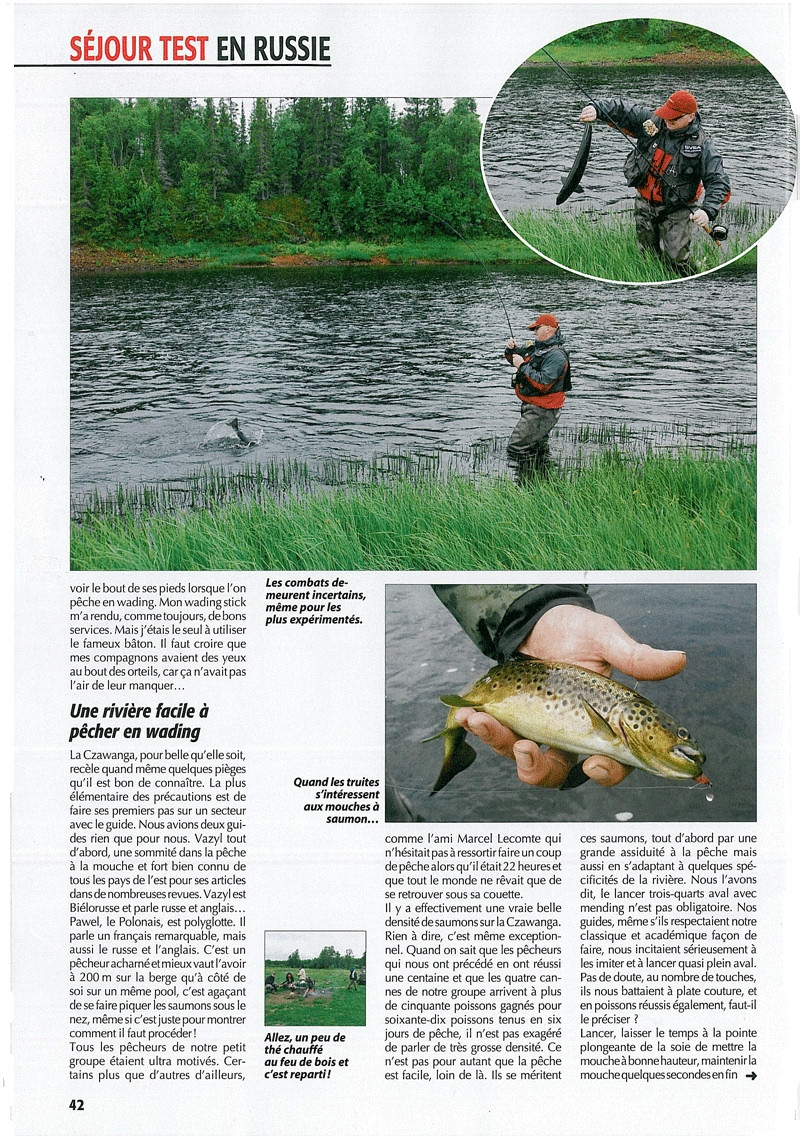 SÉJOUR TEST EN RUSSIE
SVEA
voir le bout de ses pieds lorsque l'on
pêche en wading. Mon wading stick
m'a rendu, comme toujours, de bons
services. Mais j'étais le seul à utiliser
le fameux bâton. Il faut croire que
mes compagnons avaient des yeux
au bout des orteils, car ça n'avait pas
l'air de leur manquer…
Une rivière facile à
pêcher en wading
La Czawanga, pour belle qu'elle soit,
recèle quand même quelques pièges
qu'il est bon de connaître. La plus
élémentaire des précautions est de
faire ses premiers pas sur un secteur
avec le guide. Nous avions deux gui-
des rien que pour nous. Vazyl tout
d'abord, une sommité dans la pêche
à la mouche et fort bien connu de
tous les pays de l'est pour ses articles
dans de nombreuses revues. Vazyl est
Biélorusse et parle russe et anglais…
Pawel, le Polonais, est polyglotte. Il
parle un français remarquable, mais
aussi le russe et l'anglais. C'est un
pêcheur acharné et mieux vaut l'avoir
à 200 m sur la berge qu'à côté de
soi sur un même pool, c'est agaçant
de se faire piquer les saumons sous le
nez, même si c'est juste pour montrer
comment il faut procéder !
Tous les pêcheurs de notre petit
groupe étaient ultra motivés. Cer-
tains plus que d'autres d'ailleurs,
Les combats de-
meurent incertains,
même pour les
plus expérimentés.
Quand les truites
s'intéressent
aux mouches à
saumon…
Allez, un peu de
thé chauffé
au feu de bois et
c'est reparti !
comme l'ami Marcel Lecomte qui
n'hésitait pas à ressortir faire un coup
de pêche alors qu'il était 22 heures et
que tout le monde ne rêvait que de
se retrouver sous sa couette.
Il y a effectivement une vraie belle
densité de saumons sur la Czawanga.
Rien à dire, c'est même exception-
nel. Quand on sait que les pêcheurs
qui nous ont précédé en ont réussi
une centaine et que les quatre can-
nes de notre groupe arrivent à plus
de cinquante poissons gagnés pour
soixante-dix poissons tenus en six
jours de pêche, il n'est pas exagéré
de parler de très grosse densité. Ce
n'est pas pour autant que la pêche
est facile, loin de là. Ils se méritent
ces saumons, tout d'abord par une
grande assiduité à la pêche mais
aussi en s'adaptant à quelques spé-
cificités de la rivière. Nous l'avons
dit, le lancer trois-quarts aval avec
mending n'est pas obligatoire. Nos
guides, même s'ils respectaient notre
classique et académique façon de
faire, nous incitaient sérieusement à
les imiter et à lancer quasi plein aval.
Pas de doute, au nombre de touches,
ils nous battaient à plate couture, et
en poissons réussis également, faut-il
le préciser ?
Lancer, laisser le temps à la pointe
plongeante de la soie de mettre la
mouche à bonne hauteur, maintenir la
mouche quelques secondes en fin ➔
42